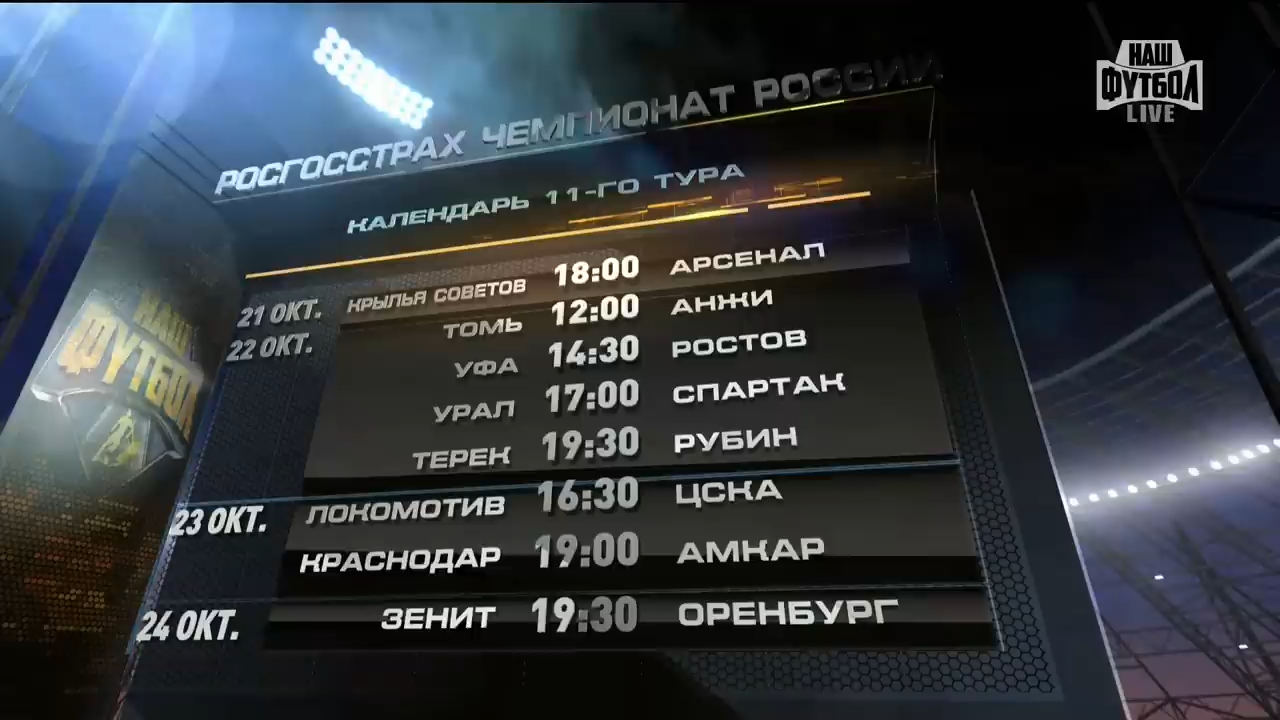 НАШ
ФУТБОЛ
LIVE
РОСГОССТРАХ ЧЕМПИОНАТ РОССИИ
КАЛЕНДАРЬ 11-ГО ТУРА
21 ОКТ. КРЫЛЬЯ СОВЕТОВ 18:00 АРСЕНАЛ
22 ОКТ. ТОМЬ 12:00 АНЖИ
УФА 14:30 РОСТОВ
УРАЛ 17:00 СПАРТАК
ТЕРЕК 19:30 РУБИН
23 ОКТ. ЛОКОМОТИВ 16:30 ЦСКА
КРАСНОДАР 19:00 АМКАР
24 ОКТ. ЗЕНИТ 19:30 ОРЕНБУРГ
НАШ
ФУТБОЛ